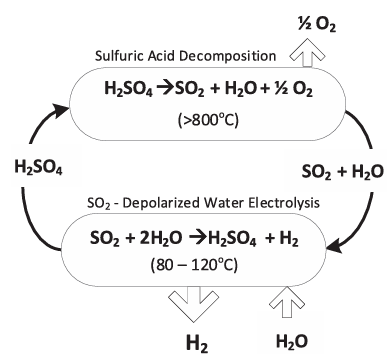 ½ O₂
Sulfuric Acid Decomposition
H₂SO₄→SO₂ + H₂O + ½ O₂
(>800°C)
H₂SO₄
SO₂ + H₂O
SO₂ - Depolarized Water Electrolysis
SO₂ + 2H₂O →H₂SO₄ + H₂
(80 – 120°C)
H₂
H₂O